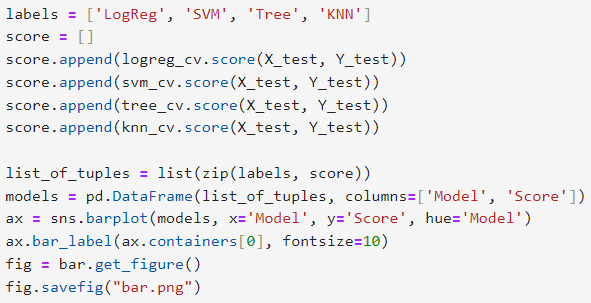 labels = ['LogReg', 'SVM', 'Tree', 'KNN']
score = []
score.append(logreg_cv.score(X_test, Y_test))
score.append(svm_cv.score(X_test, Y_test))
score.append(tree_cv.score(X_test, Y_test))
score.append(knn_cv.score(X_test, Y_test))

list_of_tuples = list(zip(labels, score))
models = pd.DataFrame(list_of_tuples, columns=['Model', 'Score'])
ax = sns.barplot(models, x='Model', y='Score', hue='Model')
ax.bar_label(ax.containers[0], fontsize=10)
fig = bar.get_figure()
fig.savefig("bar.png")